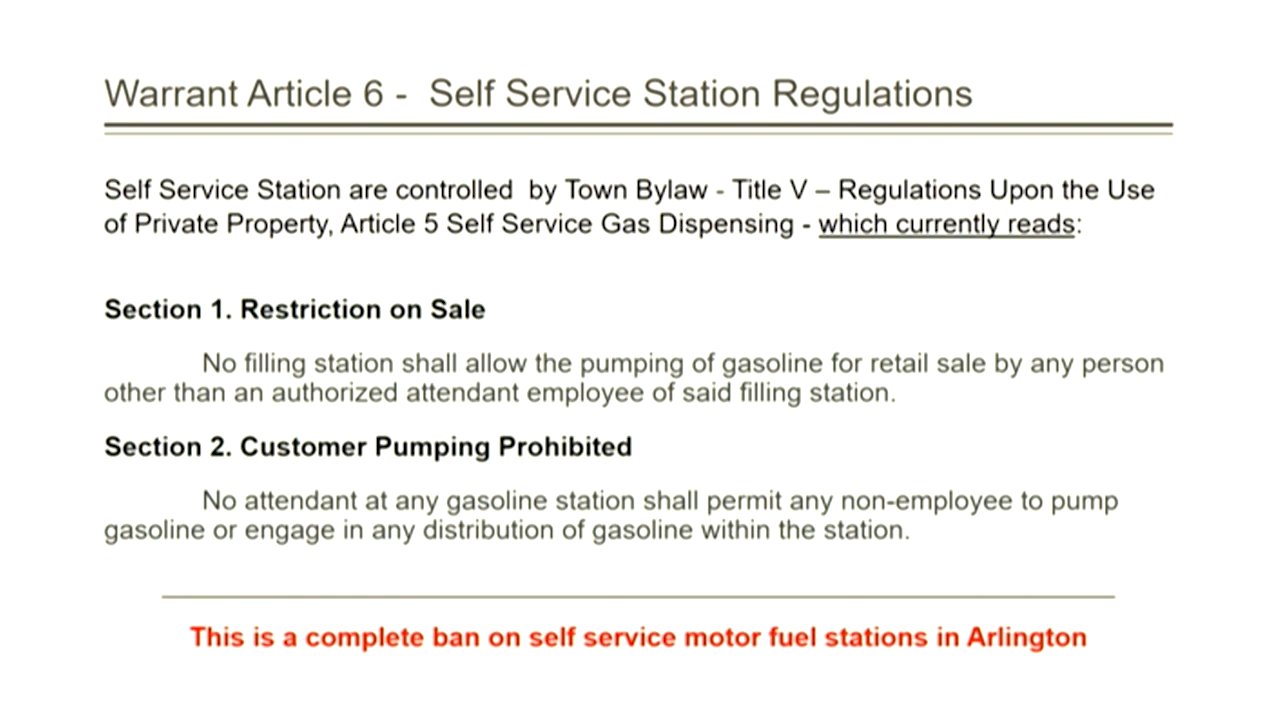 Warrant Article 6 -  Self Service Station Regulations
Self Service Station are controlled  by Town Bylaw - Title V – Regulations Upon the Use
of Private Property, Article 5 Self Service Gas Dispensing - which currently reads:
Section 1. Restriction on Sale
No filling station shall allow the pumping of gasoline for retail sale by any person
other than an authorized attendant employee of said filling station.
Section 2. Customer Pumping Prohibited
No attendant at any gasoline station shall permit any non-employee to pump
gasoline or engage in any distribution of gasoline within the station.
This is a complete ban on self service motor fuel stations in Arlington